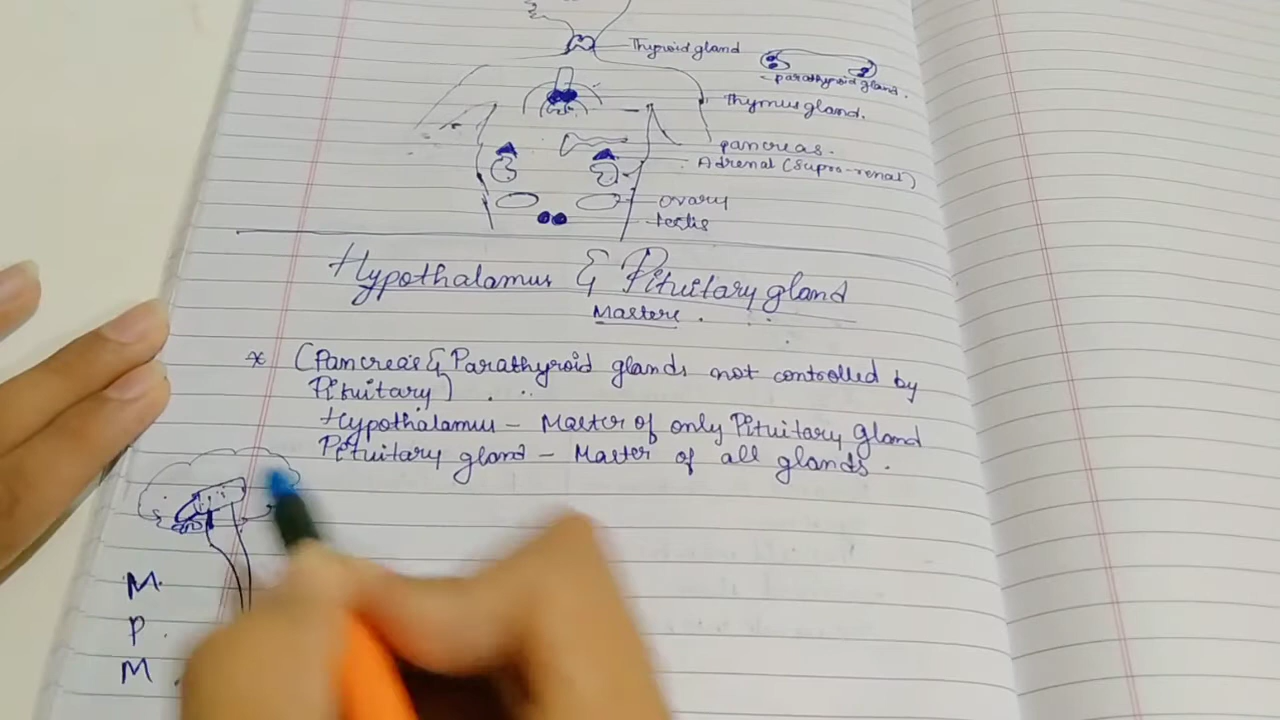 Thyroid gland
parathyroid gland.
Thymus gland.
pancreas.
Adrenal (Supro-renal)
ovary
testis
Hypothalamus & Pituitary gland
Master
* (Pancreas & Parathyroid glands not controlled by
Pituitary)
Hypothalamus - Master of only Pituitary Gland
Pituitary gland - Master of all glands.
M
P
M